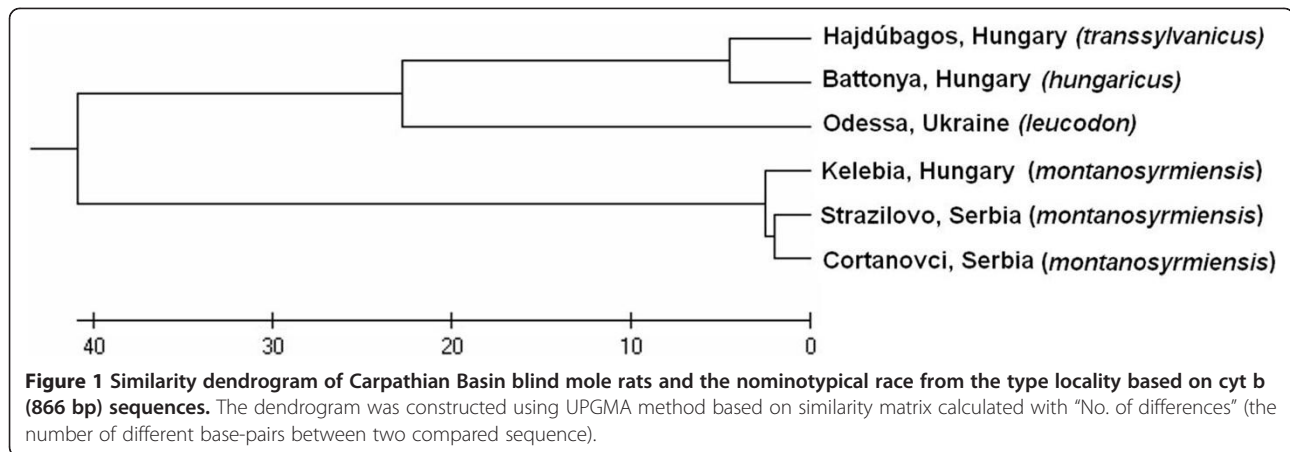 Hajdúbagos, Hungary (transsylvanicus)
Battonya, Hungary (hungaricus)
Odessa, Ukraine (leucodon)
Kelebia, Hungary (montanosyrmiensis)
Strazilovo, Serbia (montanosyrmiensis)
Cortanovci, Serbia (montanosyrmiensis)
40 30 20 10 0
Figure 1 Similarity dendrogram of Carpathian Basin blind mole rats and the nominotypical race from the type locality based on cyt b
(866 bp) sequences. The dendrogram was constructed using UPGMA method based on similarity matrix calculated with “No. of differences” (the
number of different base-pairs between two compared sequence).